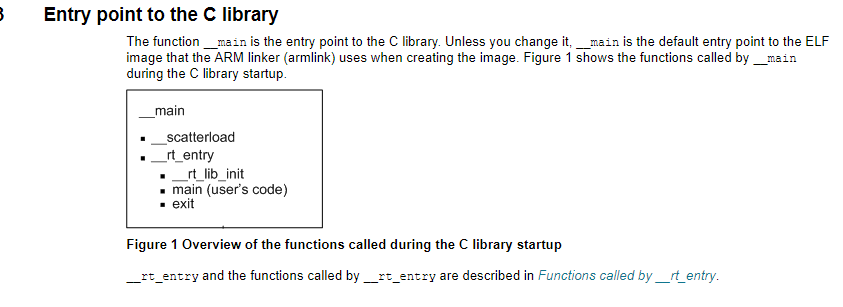 3 Entry point to the C library
The function __main is the entry point to the C library. Unless you change it, __main is the default entry point to the ELF
image that the ARM linker (armlink) uses when creating the image. Figure 1 shows the functions called by __main
during the C library startup.
__main
▪ __scatterload
▪ __rt_entry
▪ __rt_lib_init
▪ main (user's code)
▪ exit
Figure 1 Overview of the functions called during the C library startup
__rt_entry and the functions called by __rt_entry are described in Functions called by __rt_entry.